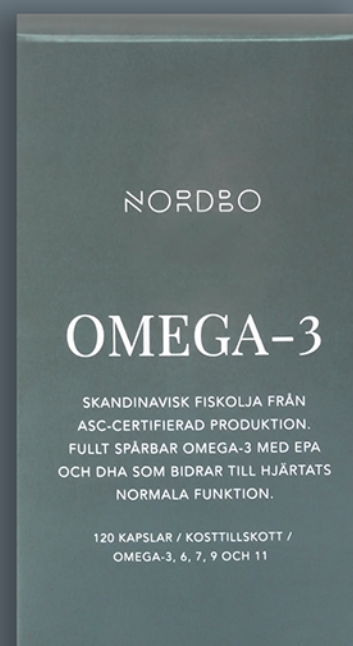 NORDBO
OMEGA-3
SKANDINAVISK FISKOLJA FRÅN
ASC-CERTIFIERAD PRODUKTION.
FULLT SPÅRBAR OMEGA-3 MED EPA
OCH DHA SOM BIDRAR TILL HJÄRTATS
NORMALA FUNKTION.
120 KAPSLAR / KOSTTILLSKOTT /
OMEGA-3, 6, 7, 9 OCH 11